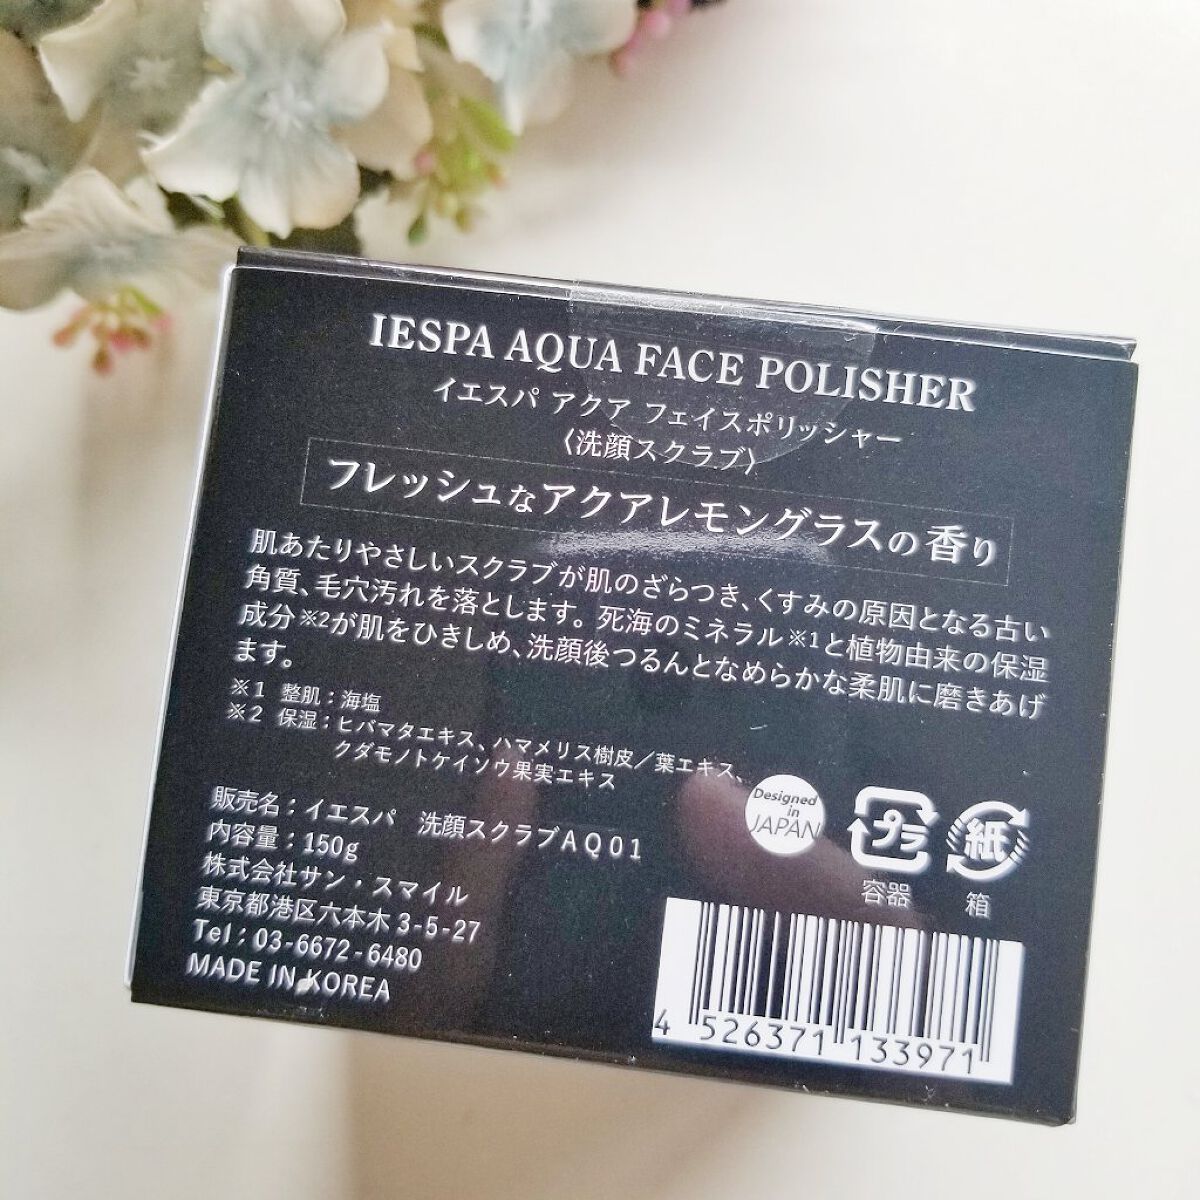 IESPA AQUA FACE POLISHER
イエスパ アクア フェイスポリッシャー
〈洗顔スクラブ〉
フレッシュなアクアレモングラスの香り
肌あたりやさしいスクラブが肌のざらつき、くすみの原因となる古い
角質、毛穴汚れを落とします。死海のミネラル※1と植物由来の保湿
成分※2が肌をひきしめ、洗顔後つるんとなめらかな柔肌に磨きあげ
ます。
※1 整肌：海塩
※2 保湿：ヒバマタエキス、ハマメリス樹皮／葉エキス、
クダモノトケイソウ果実エキス
販売名：イエスパ 洗顔スクラブAQ01
内容量：150g
株式会社サン・スマイル
東京都港区六本木3-5-27
Tel：03-6672-6480
MADE IN KOREA
Designed
in
JAPAN
プラ
容器
紙
箱
4 526371 133971